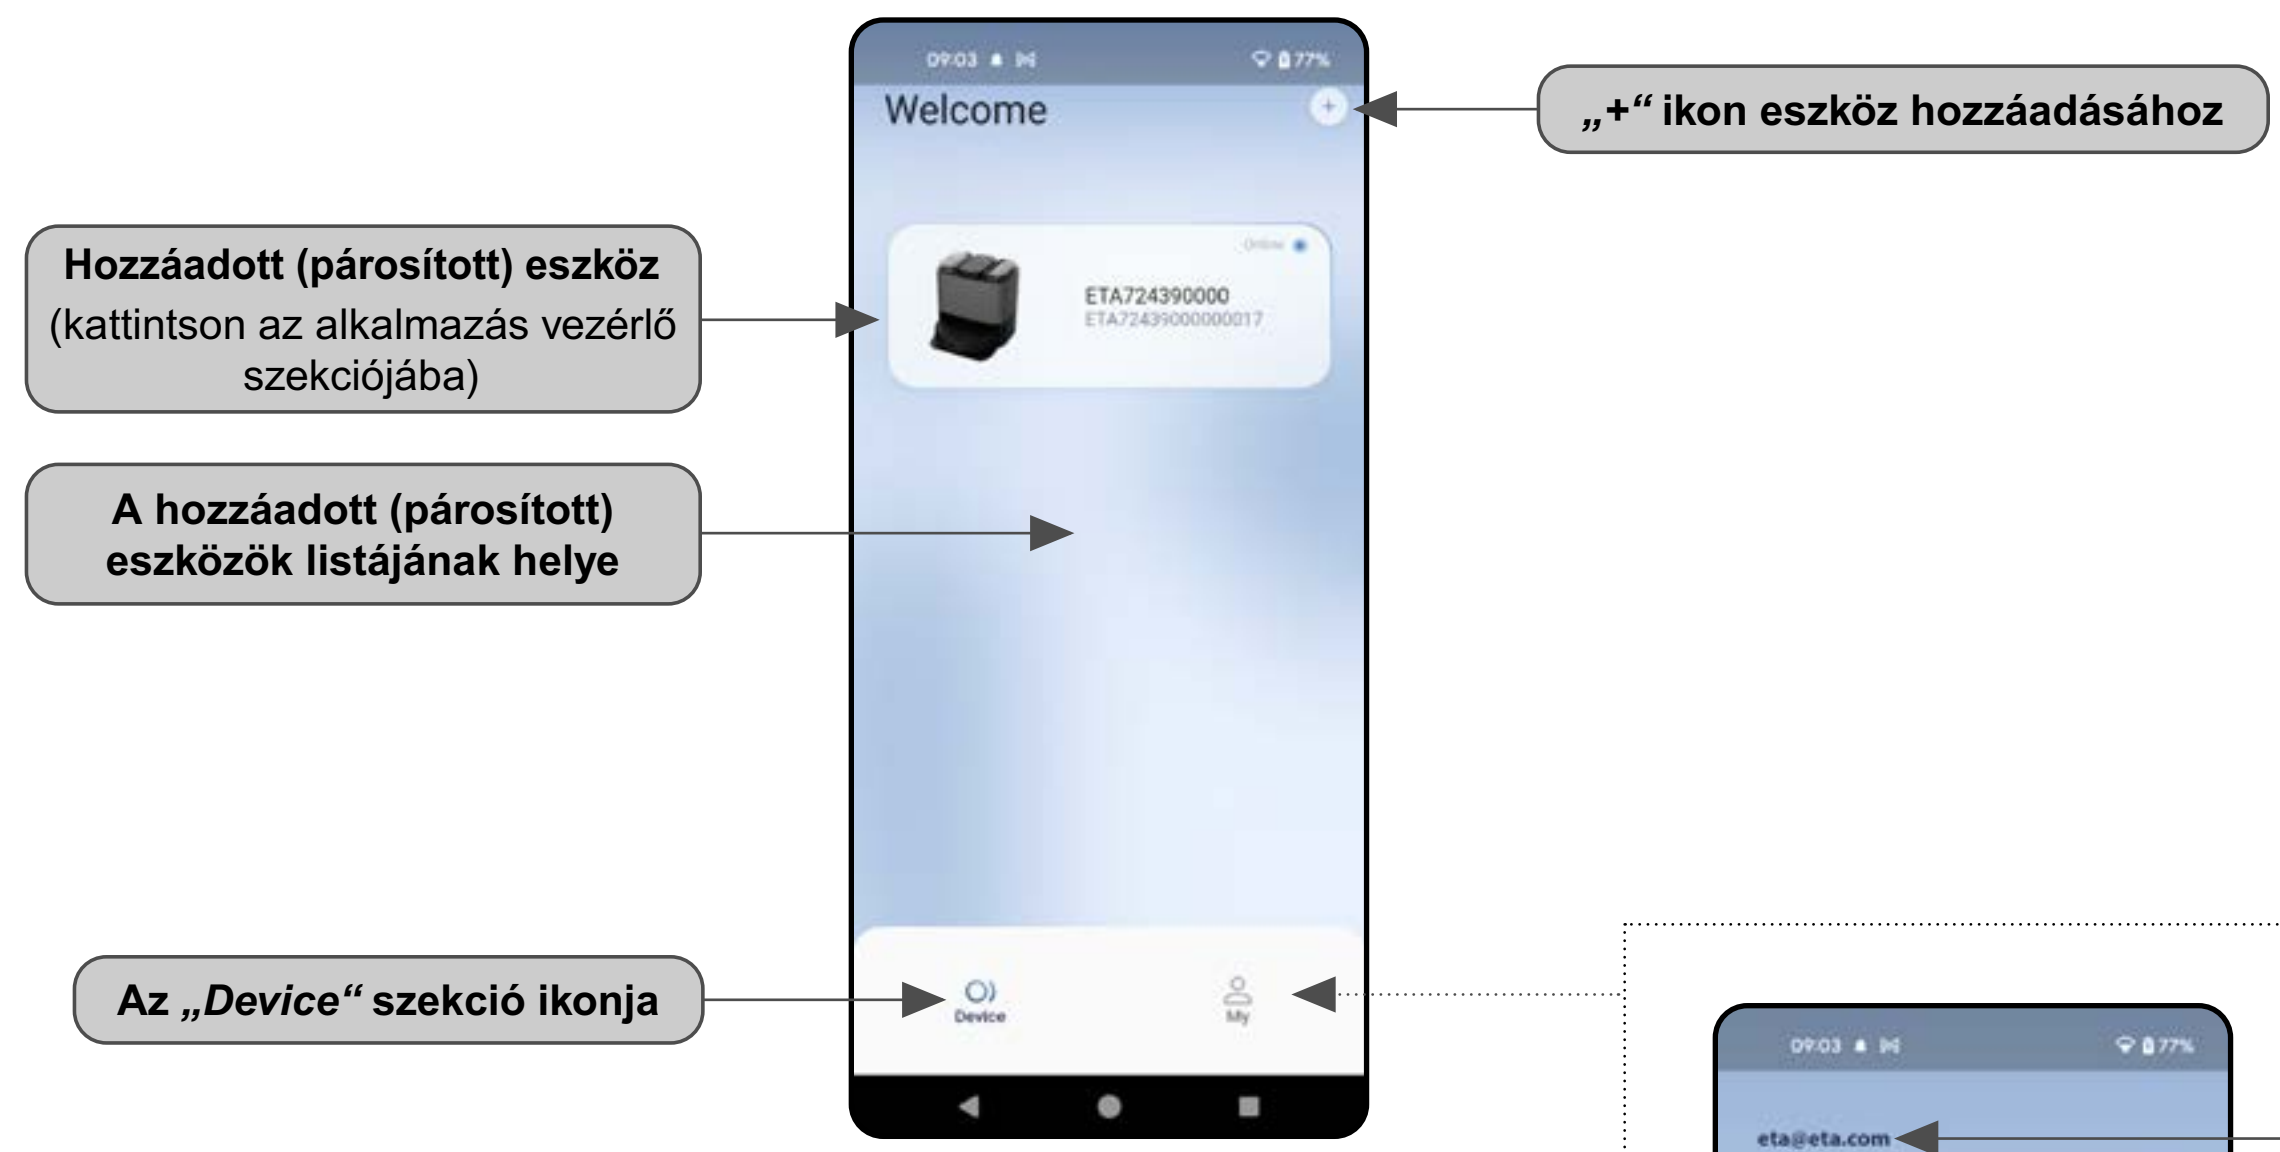 09:03
77%
Welcome
+
„+“ ikon eszköz hozzáadásához
Hozzáadott (párosított) eszköz
(kattintson az alkalmazás vezérlő
szekciójába)
Online
ETA724390000
ETA72439000000017
A hozzáadott (párosított)
eszközök listájának helye
Az „Device“ szekció ikonja
Device
My
09:03
77%
eta@eta.com